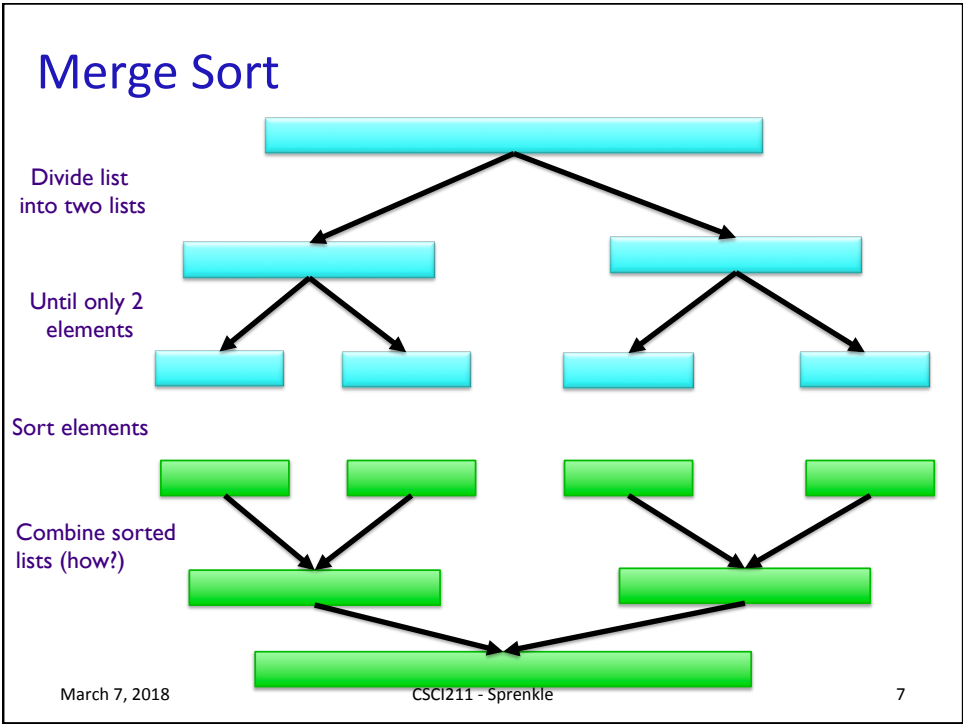 Merge Sort
Divide list
into two lists
Until only 2
elements
Sort elements
Combine sorted
lists (how?)
March 7, 2018
CSCI211 - Sprenkle
7